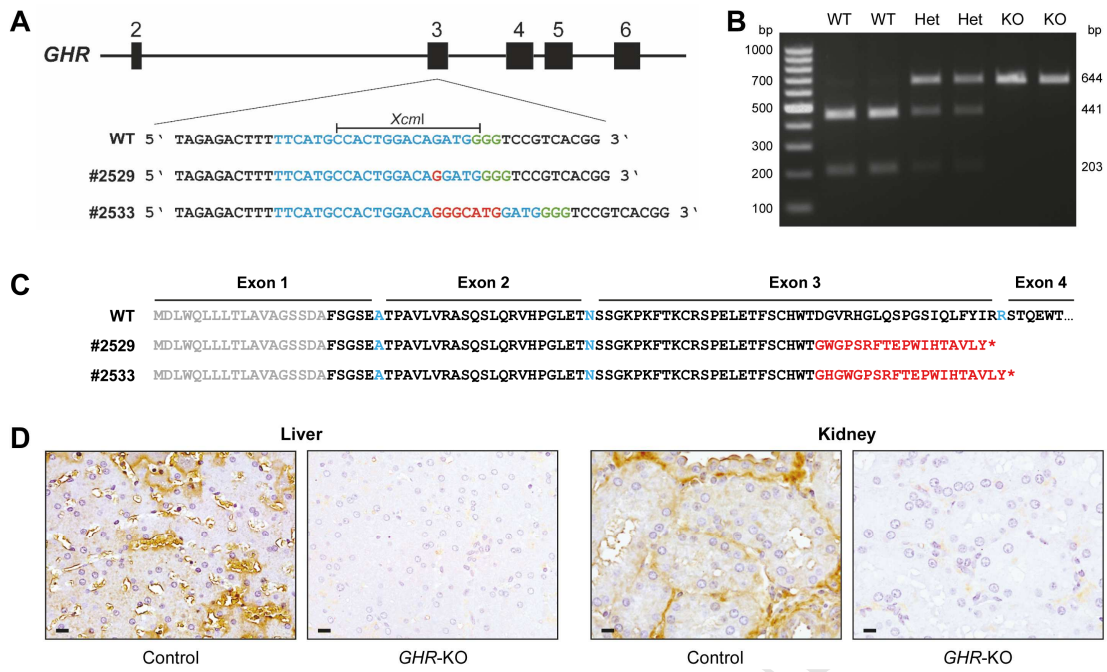 A
2 3 4 5 6
GHR
XcmI
WT 5` TAGAGACTTTTTCATGCCACTGGACAGATGGGGTCCGTCACGG 3`
#2529 5` TAGAGACTTTTTCATGCCACTGGACAGGATGGGGTCCGTCACGG 3`
#2533 5` TAGAGACTTTTTCATGCCACTGGACAGGGCATGGATGGGGTCCGTCACGG 3`
B
WT WT Het Het KO KO
bp bp
1000
700 644
500 441
300
200 203
100
C
Exon 1 Exon 2 Exon 3 Exon 4
WT MDLWQLLLTLAVAGSSDAFSGSEATPAVLVRASQSLQRVHPGLETNSSGKPKFTKCRSPELETFSCHWTDGVRHGLQSPGSIQLFYIRRSTQEWT...
#2529 MDLWQLLLTLAVAGSSDAFSGSEATPAVLVRASQSLQRVHPGLETNSSGKPKFTKCRSPELETFSCHWTGWGPSRFTEPWIHTAVLY*
#2533 MDLWQLLLTLAVAGSSDAFSGSEATPAVLVRASQSLQRVHPGLETNSSGKPKFTKCRSPELETFSCHWTGHGWGPSRFTEPWIHTAVLY*
D
Liver Kidney
Control GHR-KO Control GHR-KO